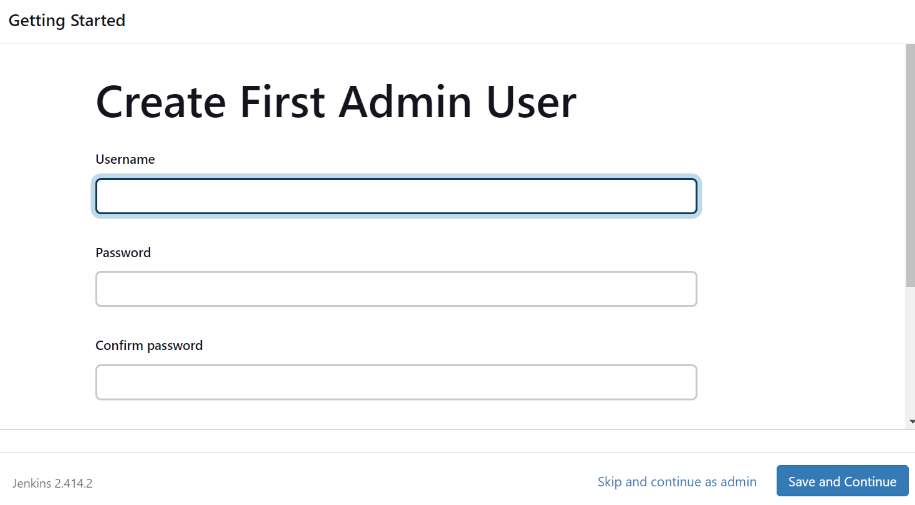 Getting Started
Create First Admin User
Username
Password
Confirm password
Jenkins 2.414.2
Skip and continue as admin
Save and Continue